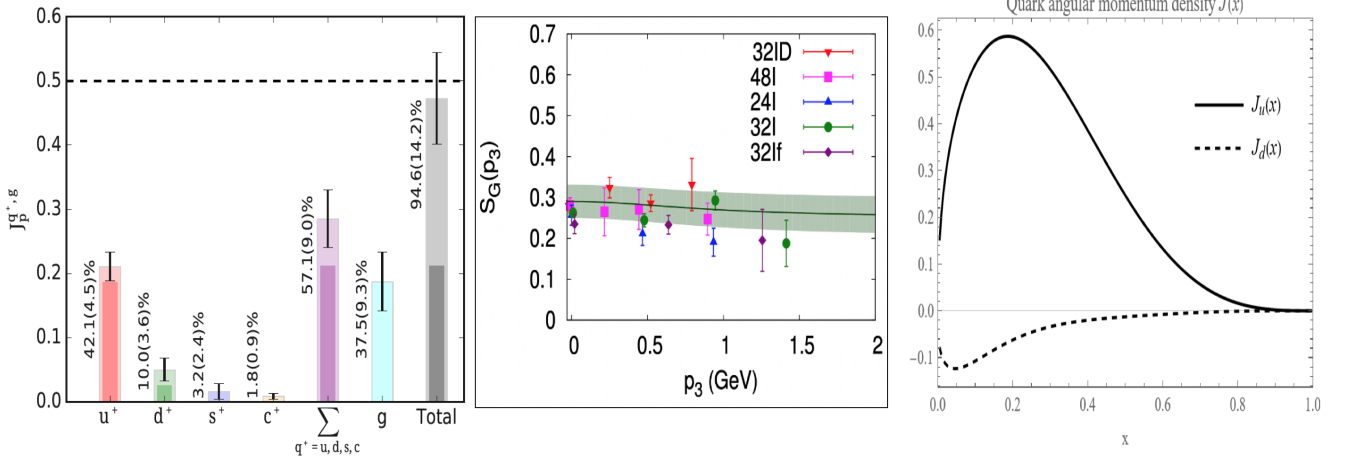 0.6
0.5
0.4
0.3
0.2
0.1
0.0
42.1(4.5)%
10.0(3.6)%
3.2(2.4)%
1.8(0.9)%
57.1(9.0)%
37.5(9.3)%
94.6(14.2)%
J_p^{q⁺,g}
u⁺
d⁺
s⁺
c⁺
∑
q⁺=u,d,s,c
g
Total
0.7
0.6
0.5
0.4
0.3
0.2
0.1
0
S_G(p₃)
32ID
48I
24I
32I
32If
0
0.5
1
1.5
2
p₃ (GeV)
Quark angular momentum density J(x)
0.6
0.5
0.4
0.3
0.2
0.1
0.0
−0.1
J_u(x)
J_d(x)
0.0
0.2
0.4
0.6
0.8
1.0
x